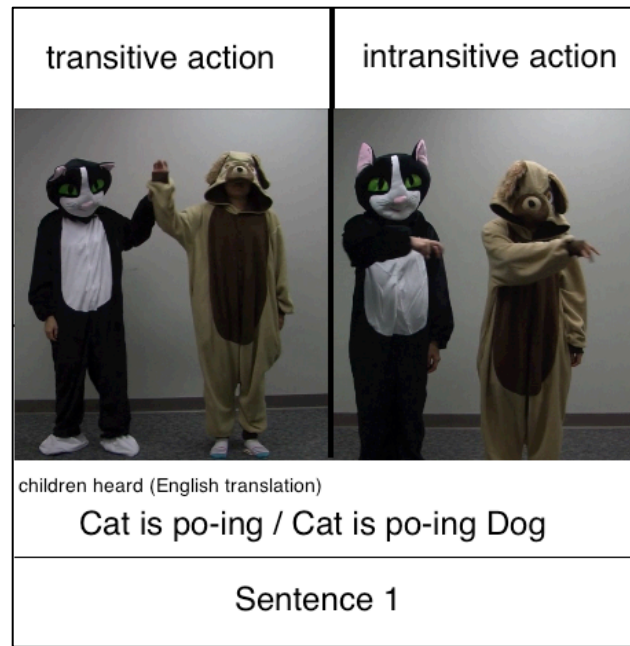 transitive action
intransitive action
children heard (English translation)
Cat is po-ing / Cat is po-ing Dog
Sentence 1